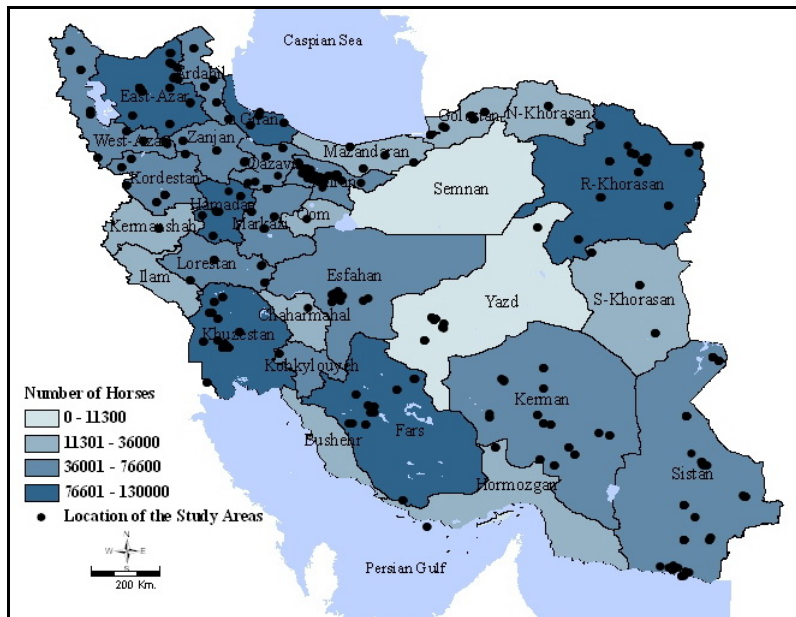 Caspian Sea
Ardabil
East-Azar
Gilan
Golestan
N-Khorasan
West-Azar
Zanjan
Mazandaran
Qazavin
Tehran
Semnan
R-Khorasan
Kordestan
Hamadan
Markazi
Qom
Kermanshah
Lorestan
Esfahan
Ilam
Yazd
S-Khorasan
Chaharmahal
Khuzestan
Kohkylouyeh
Kerman
Bushehr
Fars
Sistan
Hormozgan
Persian Gulf
Number of Horses
0 - 11300
11301 - 36000
36001 - 76600
76601 - 130000
Location of the Study Areas
N
W E
S
200 Km.